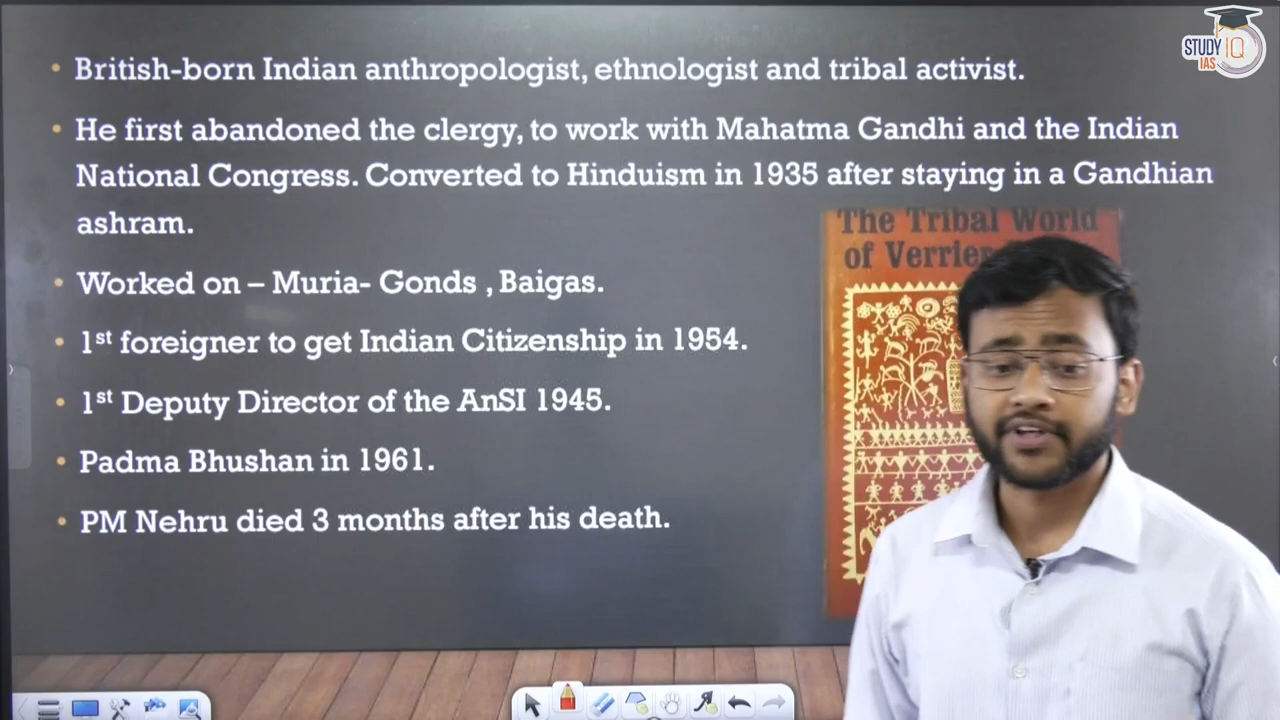 STUDY IQ
IAS
• British-born Indian anthropologist, ethnologist and tribal activist.
• He first abandoned the clergy, to work with Mahatma Gandhi and the Indian
National Congress. Converted to Hinduism in 1935 after staying in a Gandhian
ashram.
The Tribal World
of Verrier
• Worked on – Muria- Gonds , Baigas.
• 1st foreigner to get Indian Citizenship in 1954.
• 1st Deputy Director of the AnSI 1945.
• Padma Bhushan in 1961.
• PM Nehru died 3 months after his death.